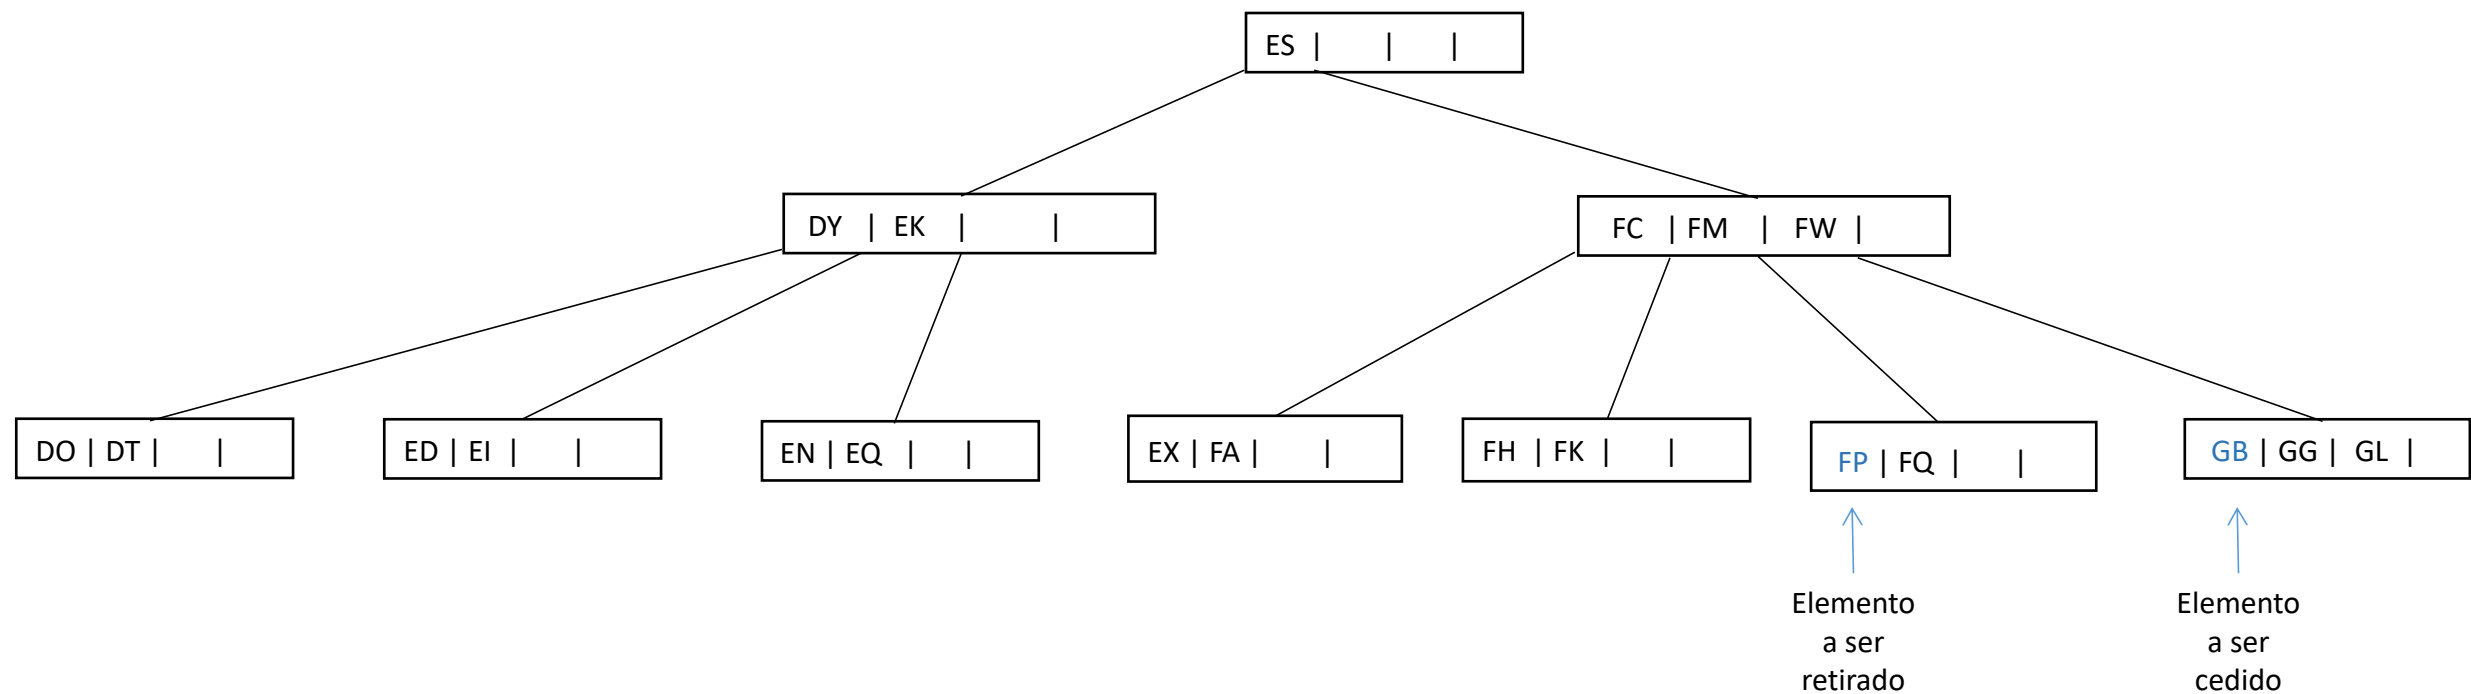 ES | | |
DY | EK | |
FC | FM | FW |
DO | DT | |
ED | EI | |
EN | EQ | |
EX | FA | |
FH | FK | |
FP | FQ | |
GB | GG | GL |
Elemento
a ser
retirado
Elemento
a ser
cedido